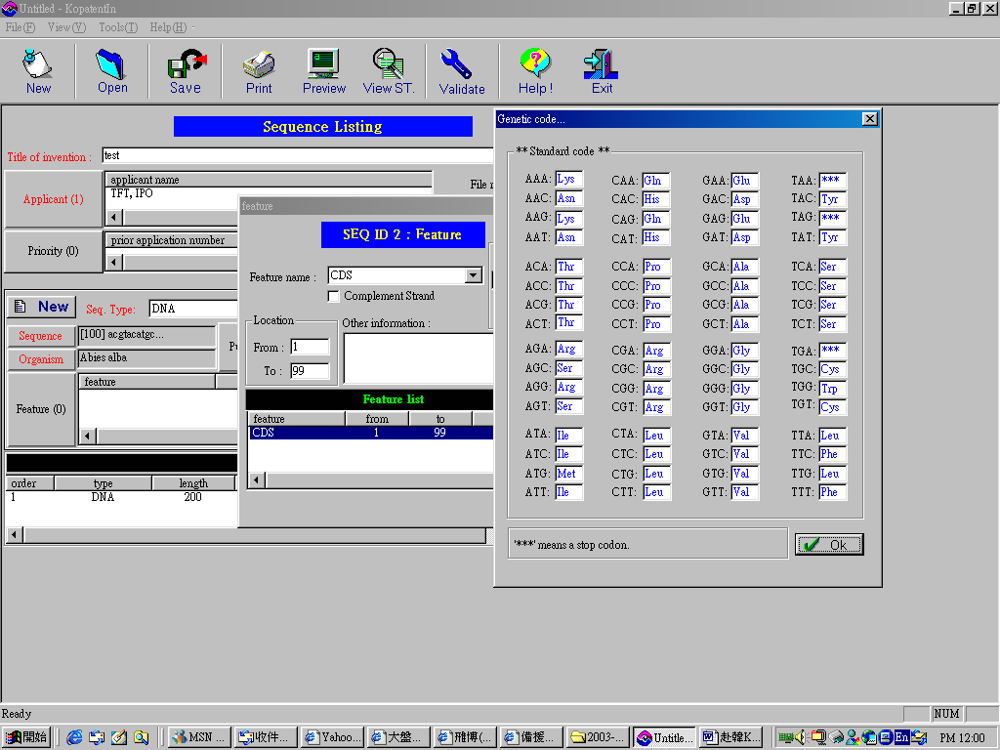 Untitled - KopatentIn
File(F) View(V) Tools(T) Help(H)
New Open Save Print Preview View ST. Validate Help ! Exit
Sequence Listing
Title of invention : test
Applicant (1)
applicant name
TFT, IPO
File
Priority (0)
prior application number
New Seq. Type: DNA
Sequence [100] acgtacatgc...
Organism Abies alba
Feature (0)
feature
order type length
1 DNA 200
feature
SEQ ID 2 : Feature
Feature name : CDS
Complement Strand
Location
From : 1
To : 99
Other information :
Feature list
feature from to
CDS 1 99
Genetic code...
** Standard code **
AAA: Lys CAA: Gln GAA: Glu TAA: ***
AAC: Asn CAC: His GAC: Asp TAC: Tyr
AAG: Lys CAG: Gln GAG: Glu TAG: ***
AAT: Asn CAT: His GAT: Asp TAT: Tyr
ACA: Thr CCA: Pro GCA: Ala TCA: Ser
ACC: Thr CCC: Pro GCC: Ala TCC: Ser
ACG: Thr CCG: Pro GCG: Ala TCG: Ser
ACT: Thr CCT: Pro GCT: Ala TCT: Ser
AGA: Arg CGA: Arg GGA: Gly TGA: ***
AGC: Ser CGC: Arg GGC: Gly TGC: Cys
AGG: Arg CGG: Arg GGG: Gly TGG: Trp
AGT: Ser CGT: Arg GGT: Gly TGT: Cys
ATA: Ile CTA: Leu GTA: Val TTA: Leu
ATC: Ile CTC: Leu GTC: Val TTC: Phe
ATG: Met CTG: Leu GTG: Val TTG: Leu
ATT: Ile CTT: Leu GTT: Val TTT: Phe
'***' means a stop codon.
Ok
Ready
NUM
開始 MSN ... 收件... Yahoo... 大盤... 飛博(... 備援... 2003-... Untitle... 赴韓K... En PM 12:00